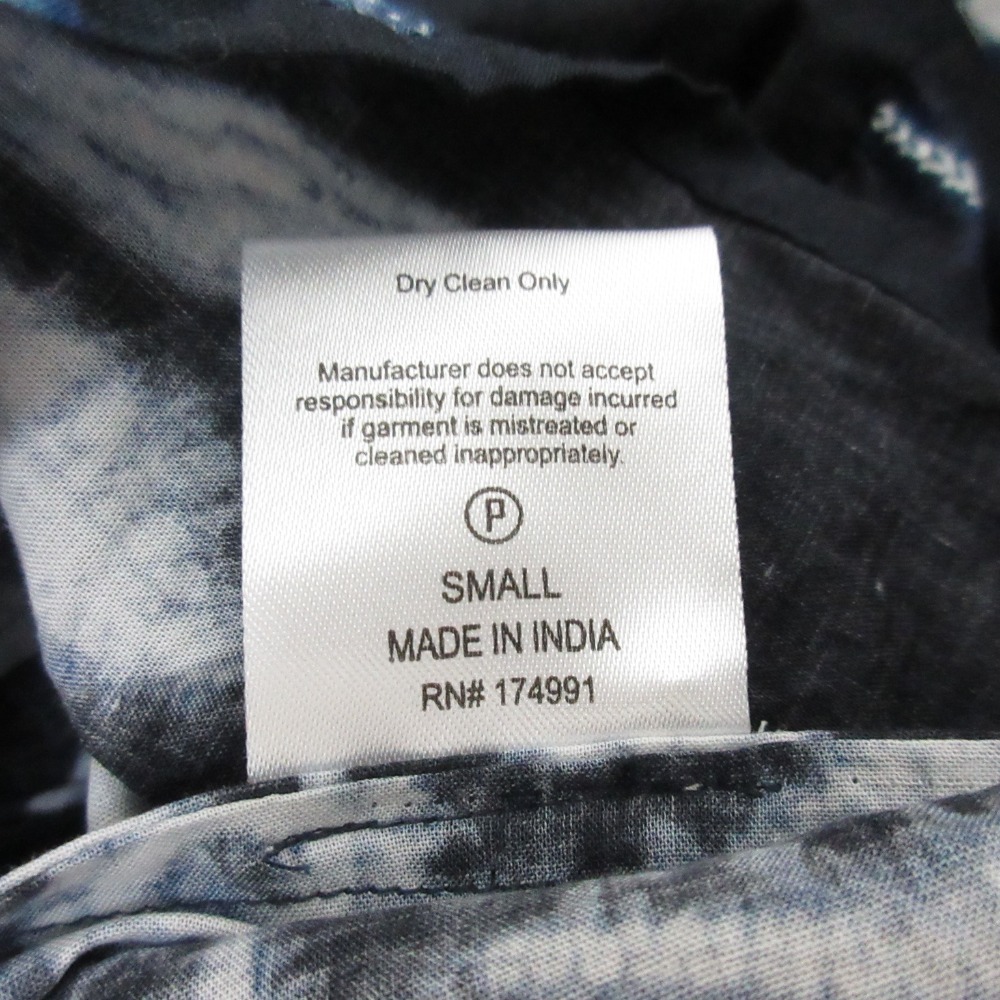 Dry Clean Only
Manufacturer does not accept
responsibility for damage incurred
if garment is mistreated or
cleaned inappropriately.
P
SMALL
MADE IN INDIA
RN# 174991